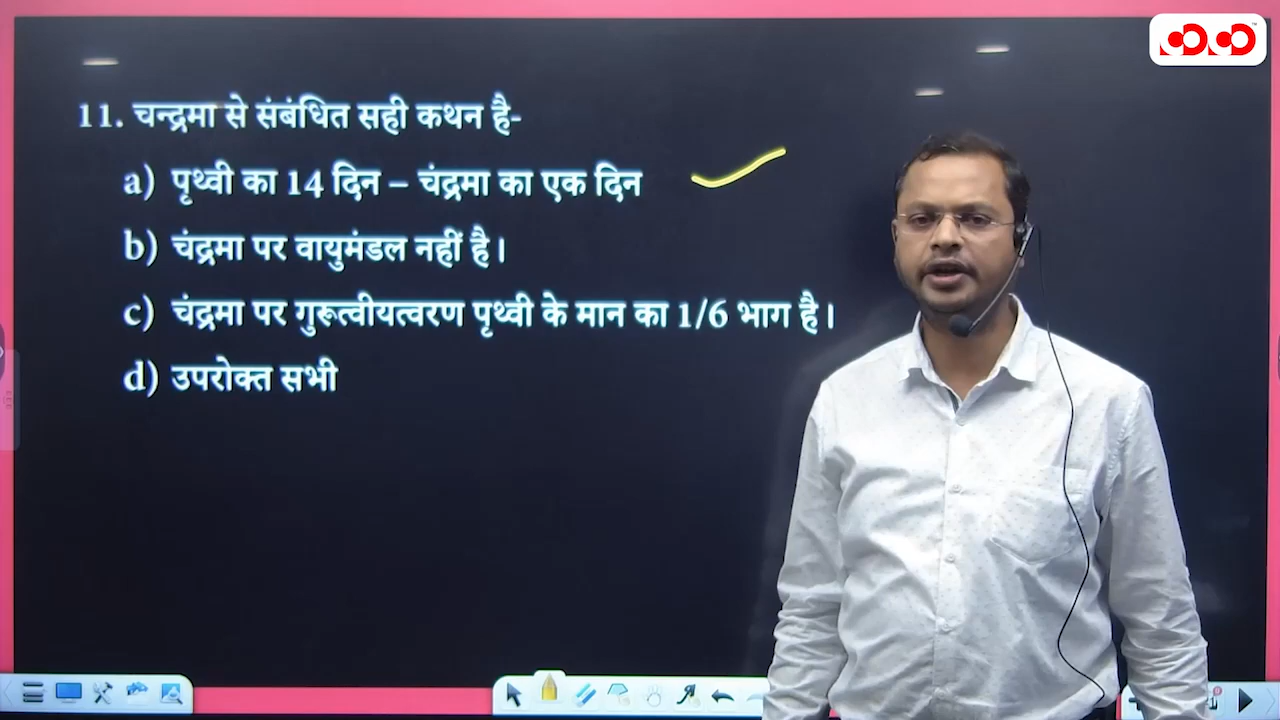 11. चन्द्रमा से संबंधित सही कथन है-
a) पृथ्वी का 14 दिन – चंद्रमा का एक दिन
b) चंद्रमा पर वायुमंडल नहीं है।
c) चंद्रमा पर गुरूत्वीयत्वरण पृथ्वी के मान का 1/6 भाग है।
d) उपरोक्त सभी